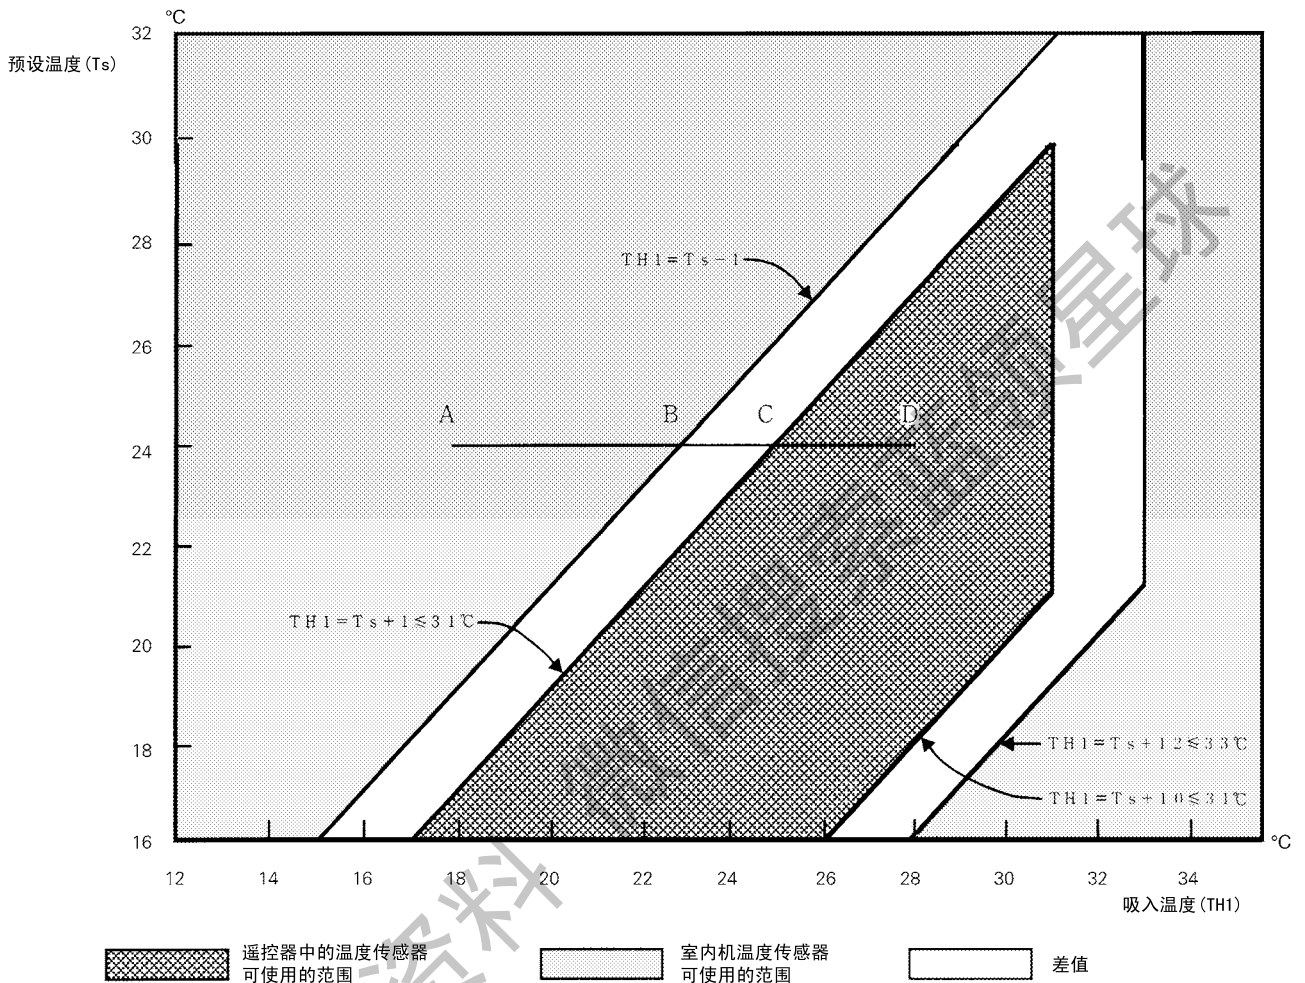 ℃
32
预设温度(Ts)
30
28
TH1=Ts-1
26
A B C D
24
22
TH1=Ts+1≤31℃
20
18
TH1=Ts+12≤33℃
TH1=Ts+10≤31℃
16
℃
12 14 16 18 20 22 24 26 28 30 32 34
吸入温度(TH1)
遥控器中的温度传感器
可使用的范围
室内机温度传感器
可使用的范围
差值